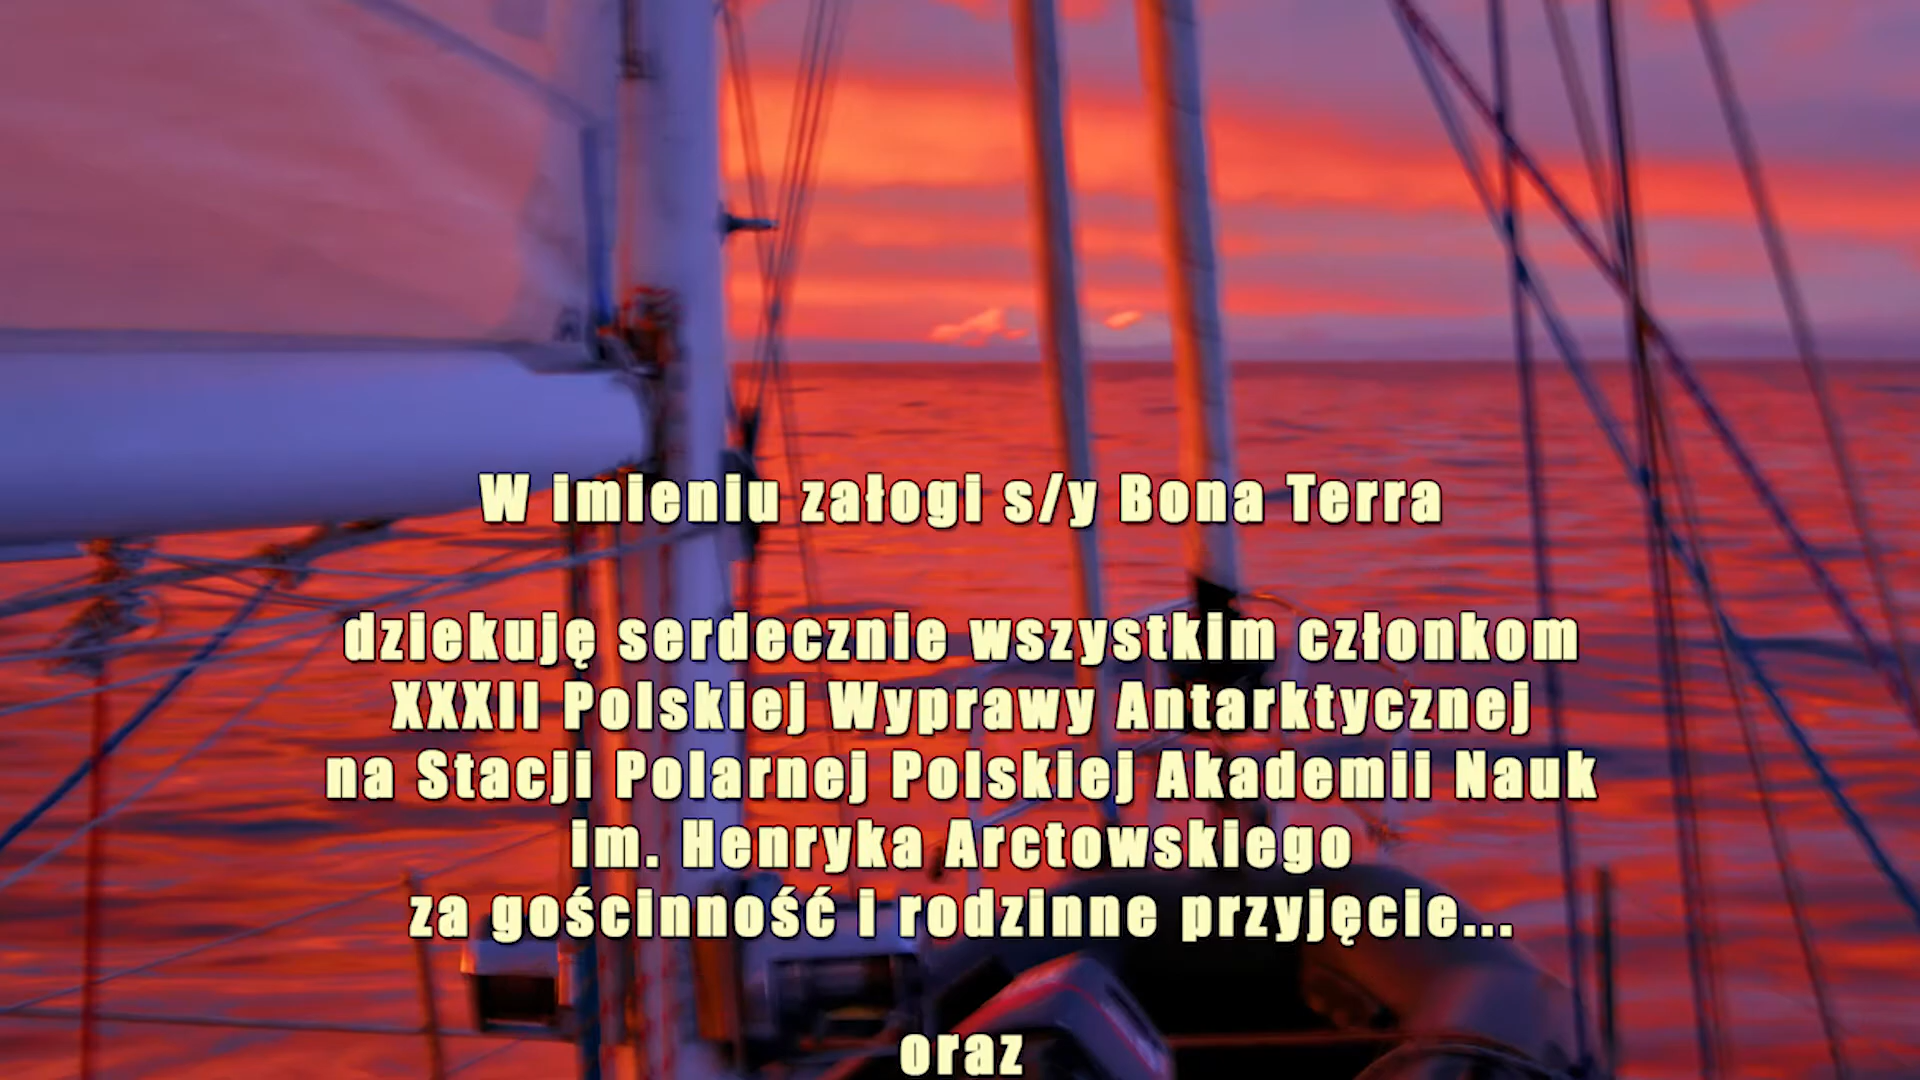 W imieniu załogi s/y Bona Terra
dziekuję serdecznie wszystkim członkom
XXXII Polskiej Wyprawy Antarktycznej
na Stacji Polarnej Polskiej Akademii Nauk
im. Henryka Arctowskiego
za gościnność i rodzinne przyjęcie...
oraz